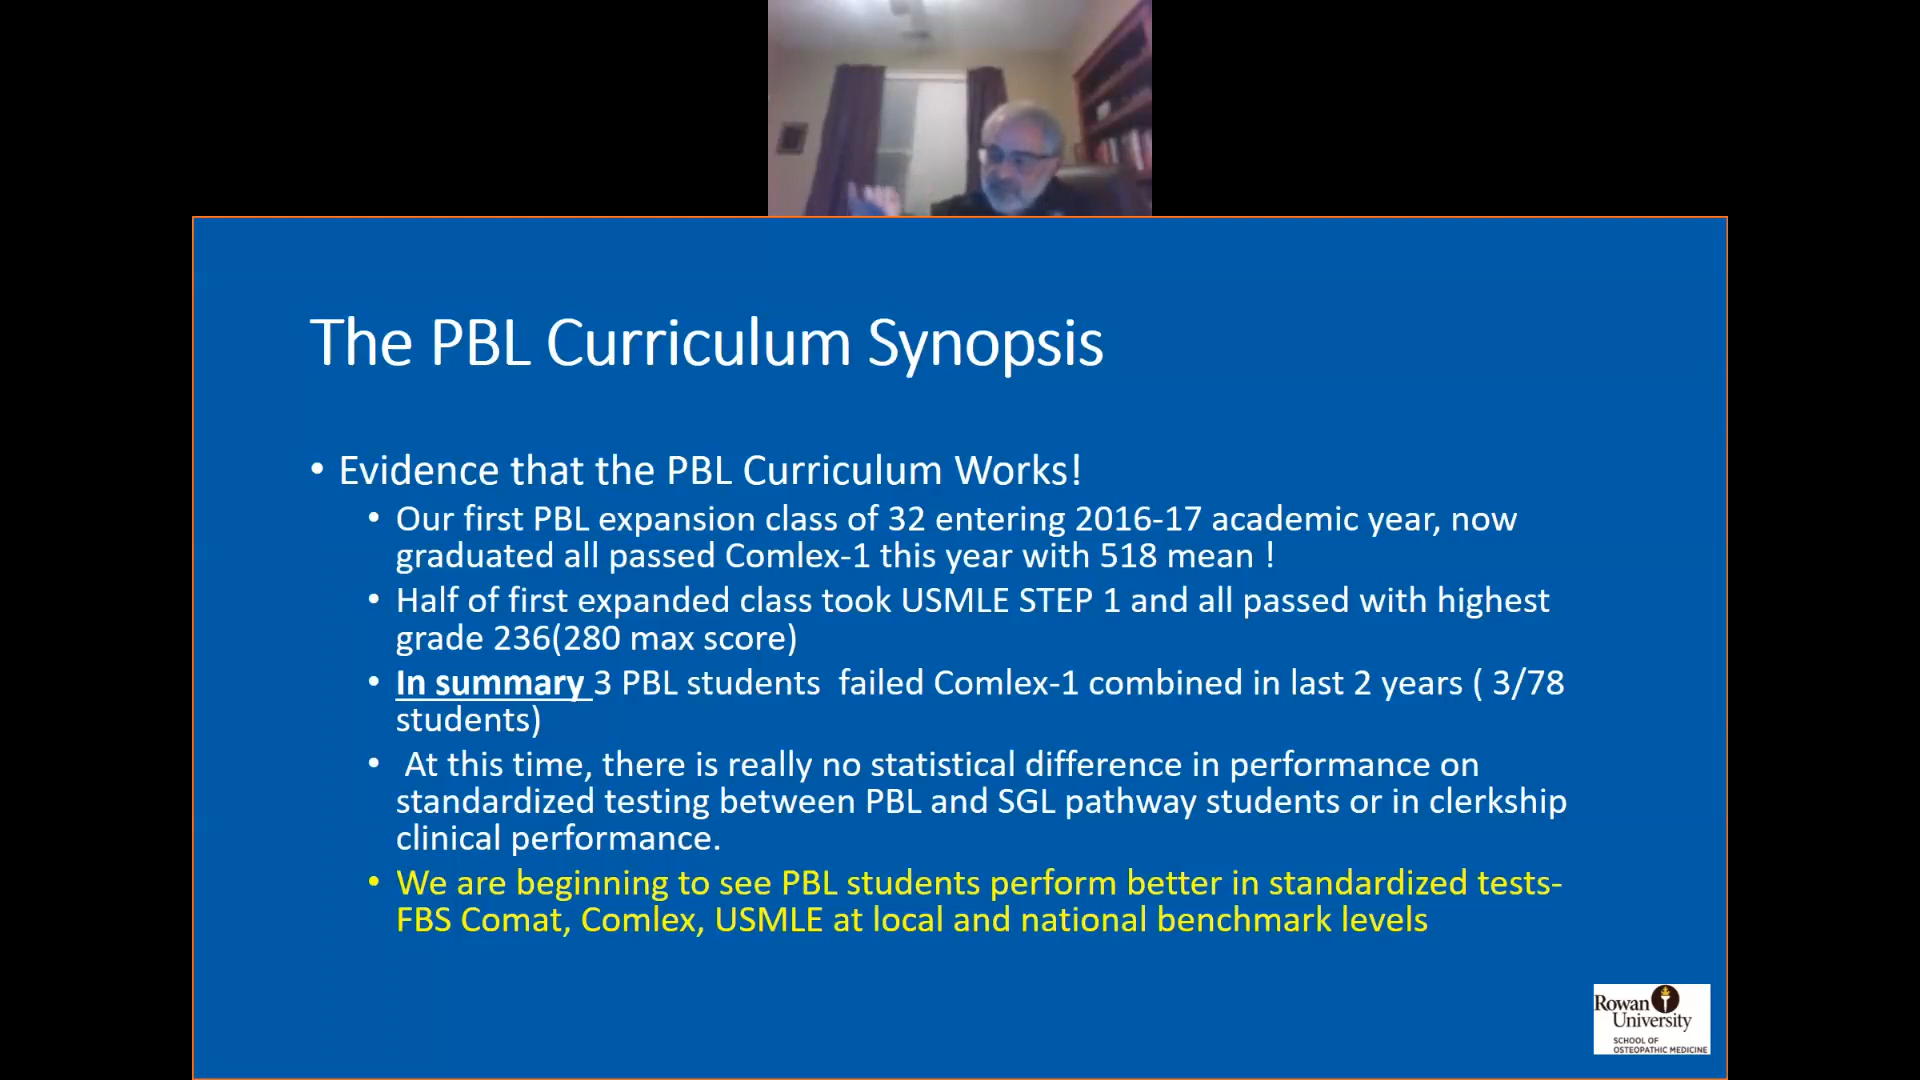 The PBL Curriculum Synopsis
• Evidence that the PBL Curriculum Works!
• Our first PBL expansion class of 32 entering 2016-17 academic year, now
graduated all passed Comlex-1 this year with 518 mean !
• Half of first expanded class took USMLE STEP 1 and all passed with highest
grade 236(280 max score)
• In summary 3 PBL students  failed Comlex-1 combined in last 2 years ( 3/78
students)
• At this time, there is really no statistical difference in performance on
standardized testing between PBL and SGL pathway students or in clerkship
clinical performance.
• We are beginning to see PBL students perform better in standardized tests-
FBS Comat, Comlex, USMLE at local and national benchmark levels
Rowan
University
SCHOOL OF
OSTEOPATHIC MEDICINE